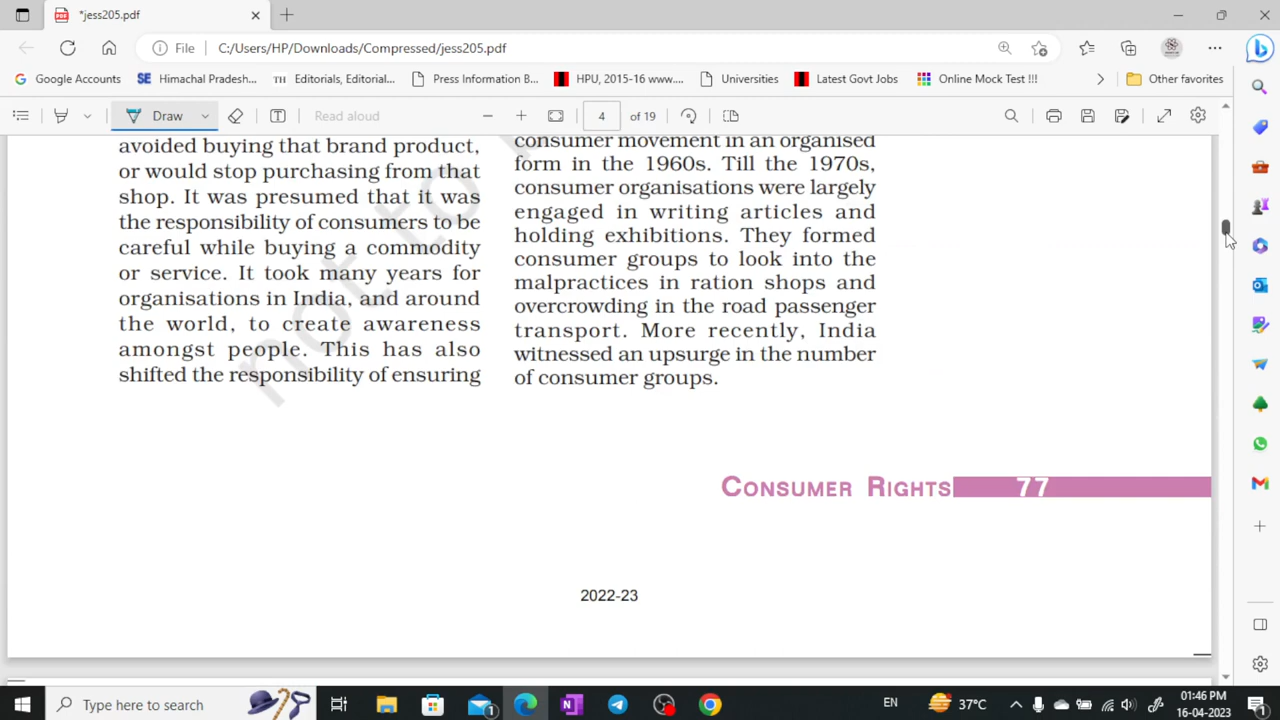 *jess205.pdf
File C:/Users/HP/Downloads/Compressed/jess205.pdf
Google Accounts SE Himachal Pradesh... TH Editorials, Editorial... Press Information B... HPU, 2015-16 www.... Universities Latest Govt Jobs Online Mock Test !!! Other favorites
Draw Read aloud 4 of 19
avoided buying that brand product,
or would stop purchasing from that
shop. It was presumed that it was
the responsibility of consumers to be
careful while buying a commodity
or service. It took many years for
organisations in India, and around
the world, to create awareness
amongst people. This has also
shifted the responsibility of ensuring
consumer movement in an organised
form in the 1960s. Till the 1970s,
consumer organisations were largely
engaged in writing articles and
holding exhibitions. They formed
consumer groups to look into the
malpractices in ration shops and
overcrowding in the road passenger
transport. More recently, India
witnessed an upsurge in the number
of consumer groups.
not to
CONSUMER RIGHTS 77
2022-23
Type here to search 1 EN 37°C 01:46 PM
16-04-2023 1